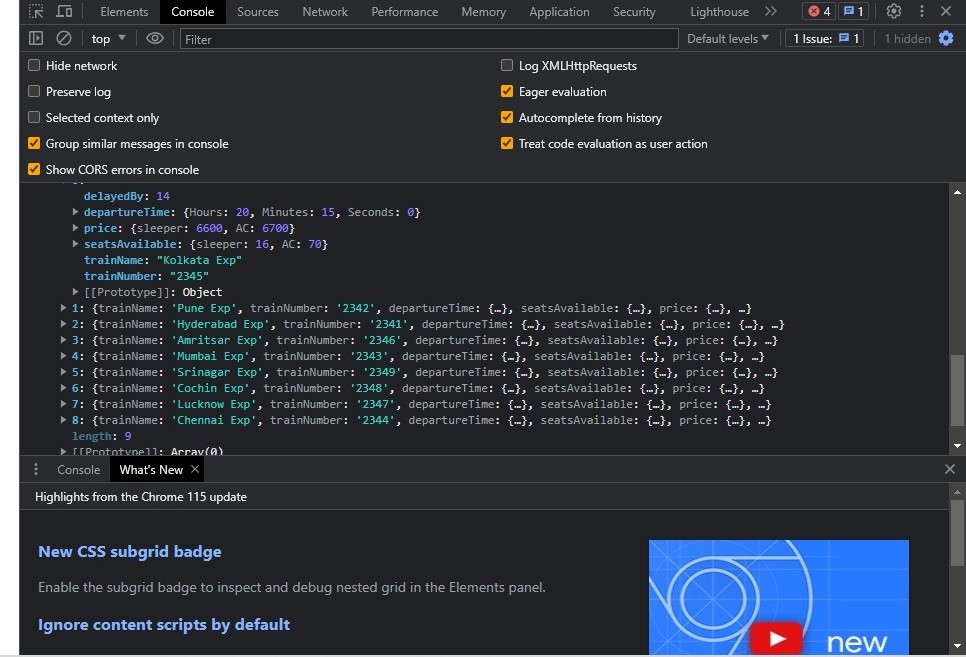 Elements Console Sources Network Performance Memory Application Security Lighthouse 4 1
top Filter Default levels 1 Issue: 1 1 hidden
Hide network Log XMLHttpRequests
Preserve log Eager evaluation
Selected context only Autocomplete from history
Group similar messages in console Treat code evaluation as user action
Show CORS errors in console
delayedBy: 14
departureTime: {Hours: 20, Minutes: 15, Seconds: 0}
price: {sleeper: 6600, AC: 6700}
seatsAvailable: {sleeper: 16, AC: 70}
trainName: "Kolkata Exp"
trainNumber: "2345"
[[Prototype]]: Object
1: {trainName: 'Pune Exp', trainNumber: '2342', departureTime: {…}, seatsAvailable: {…}, price: {…}, …}
2: {trainName: 'Hyderabad Exp', trainNumber: '2341', departureTime: {…}, seatsAvailable: {…}, price: {…}, …}
3: {trainName: 'Amritsar Exp', trainNumber: '2346', departureTime: {…}, seatsAvailable: {…}, price: {…}, …}
4: {trainName: 'Mumbai Exp', trainNumber: '2343', departureTime: {…}, seatsAvailable: {…}, price: {…}, …}
5: {trainName: 'Srinagar Exp', trainNumber: '2349', departureTime: {…}, seatsAvailable: {…}, price: {…}, …}
6: {trainName: 'Cochin Exp', trainNumber: '2348', departureTime: {…}, seatsAvailable: {…}, price: {…}, …}
7: {trainName: 'Lucknow Exp', trainNumber: '2347', departureTime: {…}, seatsAvailable: {…}, price: {…}, …}
8: {trainName: 'Chennai Exp', trainNumber: '2344', departureTime: {…}, seatsAvailable: {…}, price: {…}, …}
length: 9
[[Prototype]]: Array(0)
Console What's New
Highlights from the Chrome 115 update
New CSS subgrid badge
Enable the subgrid badge to inspect and debug nested grid in the Elements panel.
Ignore content scripts by default
new